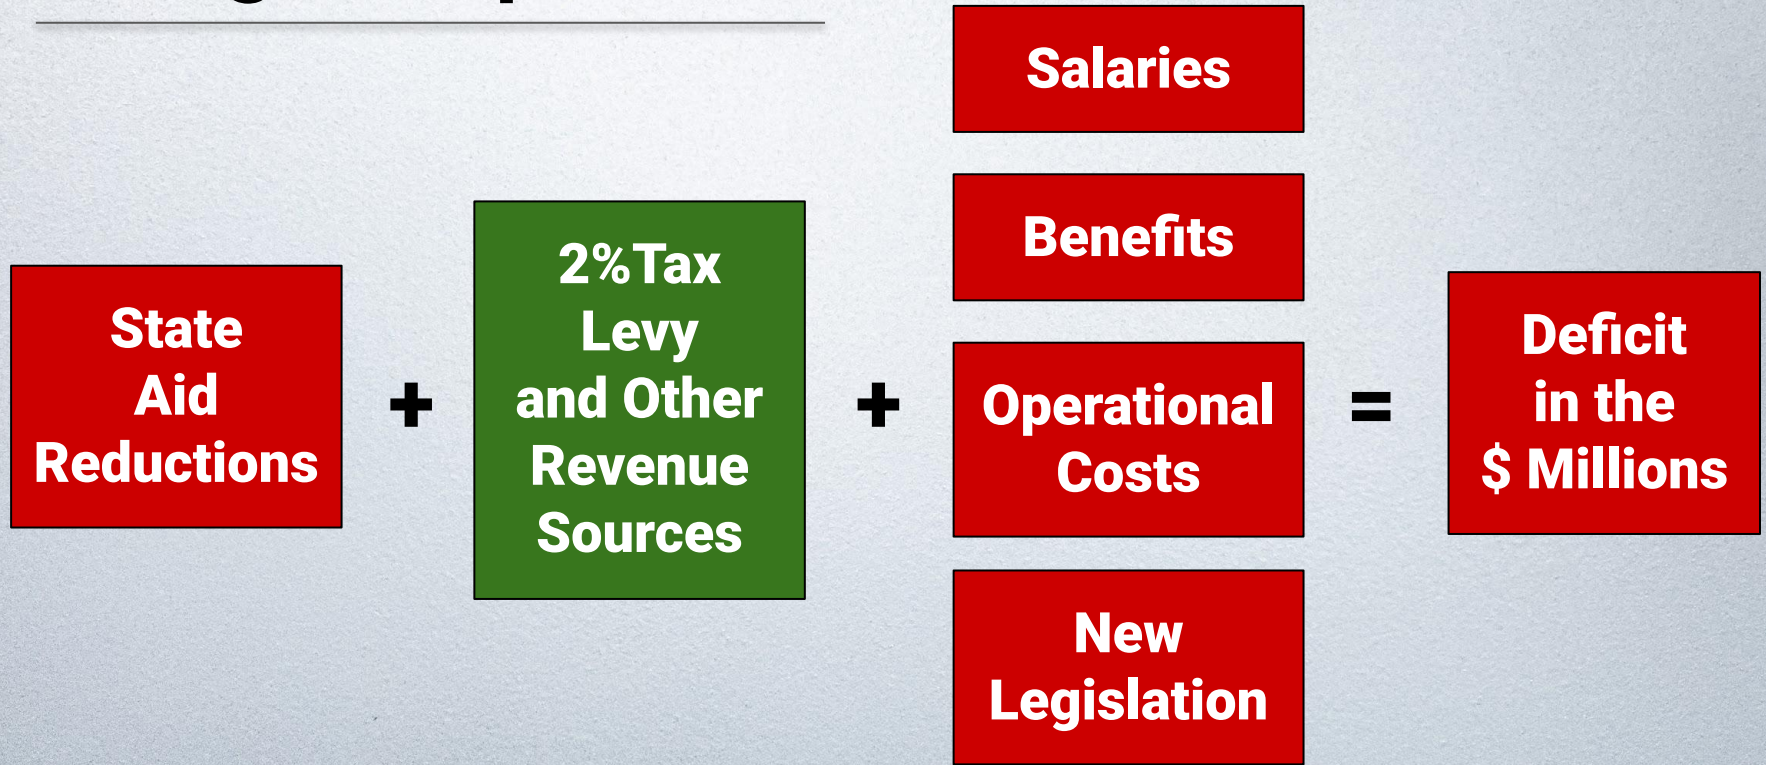 State
Aid
Reductions
+
2%Tax
Levy
and Other
Revenue
Sources
+
Salaries
Benefits
Operational
Costs
New
Legislation
=
Deficit
in the
$ Millions